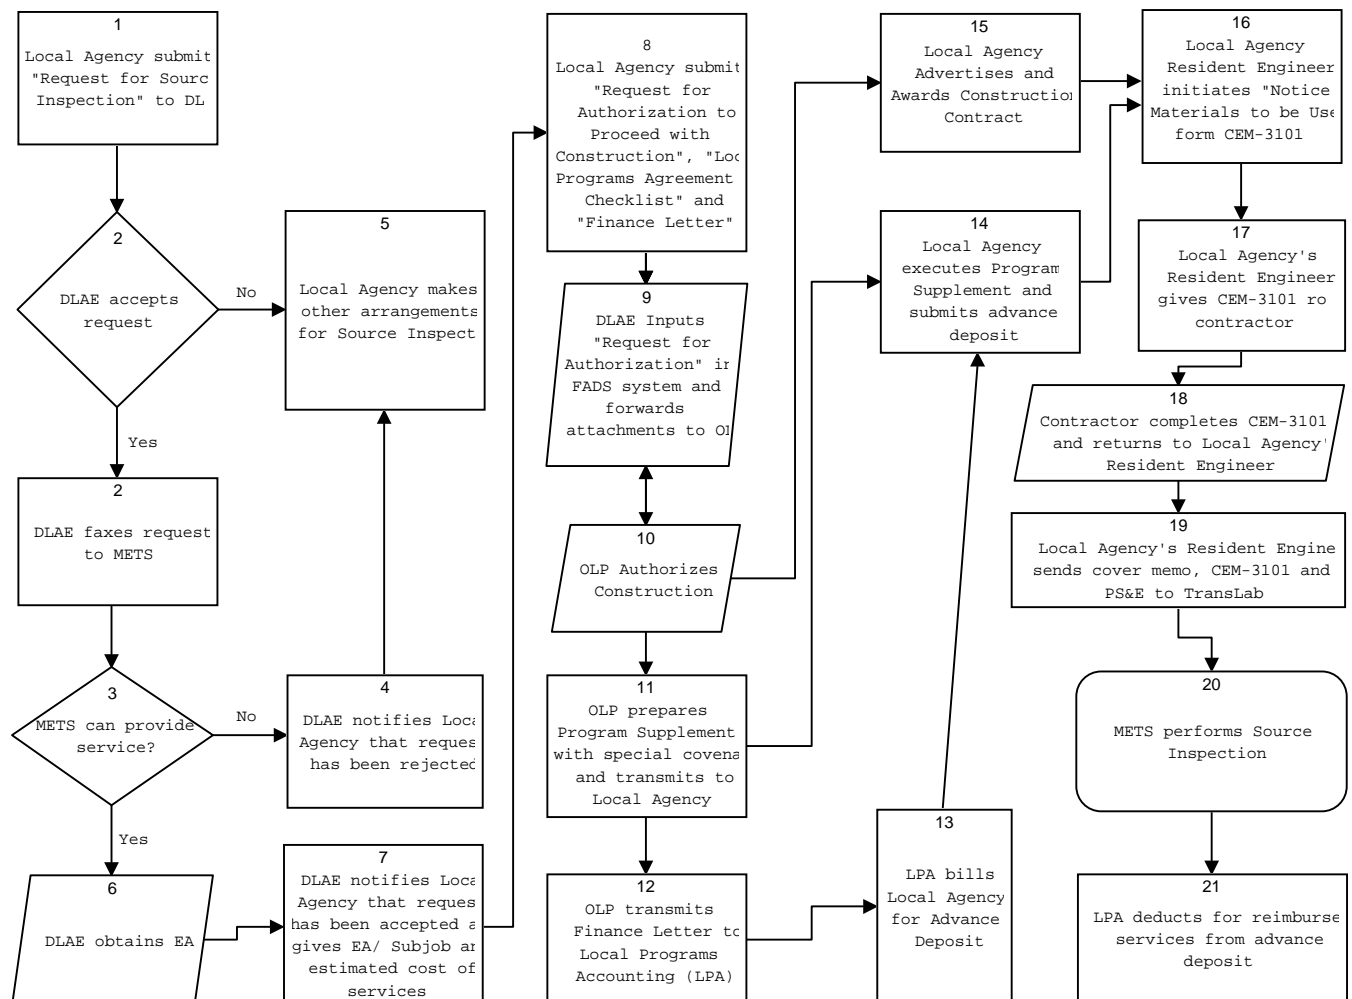 1
Local Agency submit
"Request for Sourc
Inspection" to DL
2
DLAE accepts
request
No
Yes
5
Local Agency makes
other arrangements
for Source Inspect
2
DLAE faxes request
to METS
3
METS can provide
service?
No
Yes
4
DLAE notifies Loca
Agency that reques
has been rejected
6
DLAE obtains EA
7
DLAE notifies Loca
Agency that reques
has been accepted a
gives EA/ Subjob an
estimated cost of
services
8
Local Agency submit
"Request for
Authorization to
Proceed with
Construction", "Loc
Programs Agreement
Checklist" and
"Finance Letter"
9
DLAE Inputs
"Request for
Authorization" in
FADS system and
forwards
attachments to OL
10
OLP Authorizes
Construction
11
OLP prepares
Program Supplement
with special covena
and transmits to
Local Agency
12
OLP transmits
Finance Letter to
Local Programs
Accounting (LPA)
13
LPA bills
Local Agency
for Advance
Deposit
14
Local Agency
executes Program
Supplement and
submits advance
deposit
15
Local Agency
Advertises and
Awards Construction
Contract
16
Local Agency
Resident Engineer
initiates "Notice
Materials to be Use
form CEM-3101
17
Local Agency's
Resident Engineer
gives CEM-3101 ro
contractor
18
Contractor completes CEM-3101
and returns to Local Agency'
Resident Engineer
19
Local Agency's Resident Engine
sends cover memo, CEM-3101 and
PS&E to TransLab
20
METS performs Source
Inspection
21
LPA deducts for reimburse
services from advance
deposit